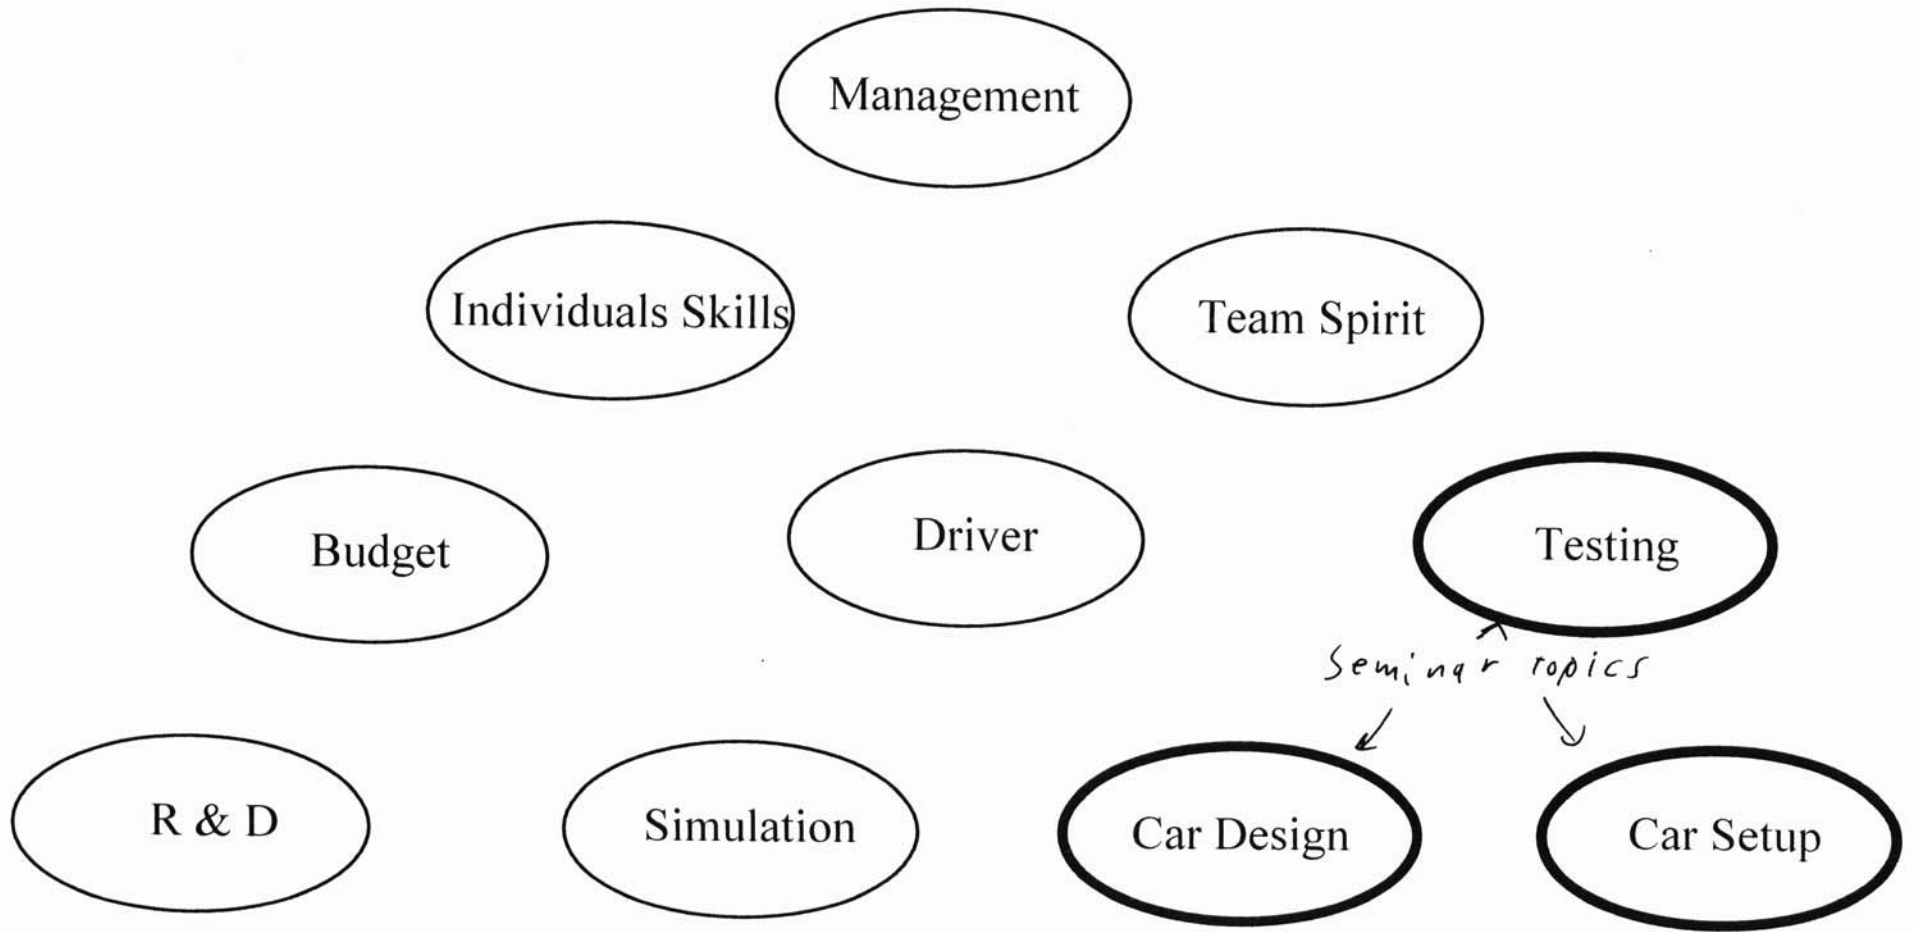 Management
Individuals Skills
Team Spirit
Budget
Driver
Testing
Seminar Topics
R & D
Simulation
Car Design
Car Setup